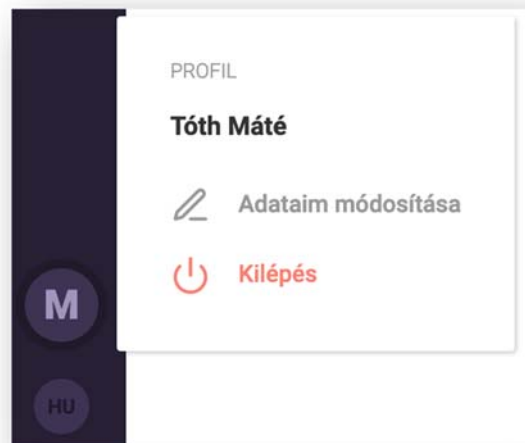 PROFIL
Tóth Máté
Adataim módosítása
Kilépés
M
HU